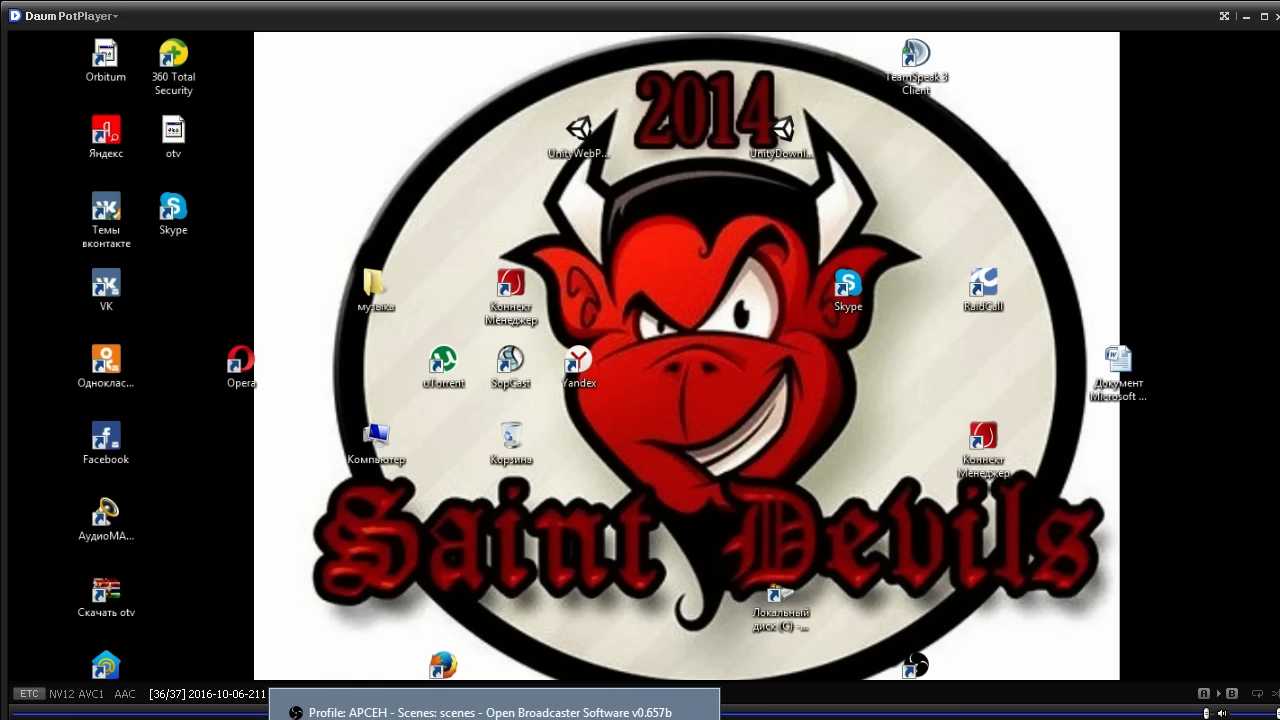 Daum PotPlayer
Orbitum
360 Total
Security
TeamSpeak 3
Client
2014
Яндекс
otv
UnityWebP...
UnityDownl...
Темы
вконтакте
Skype
VK
музыка
Коннект
Менеджер
Skype
RaidCall
Одноклас...
Opera
uTorrent
SopCast
Yandex
Документ
Microsoft ...
Facebook
Компьютер
Корзина
Коннект
Менеджер
Saint Devils
АудиоМА...
Скачать otv
Локальный
диск (C) -...
ETC NV12 AVC1 AAC [36/37] 2016-10-06-211
A B
Profile: АРСЕН - Scenes: scenes - Open Broadcaster Software v0.657b